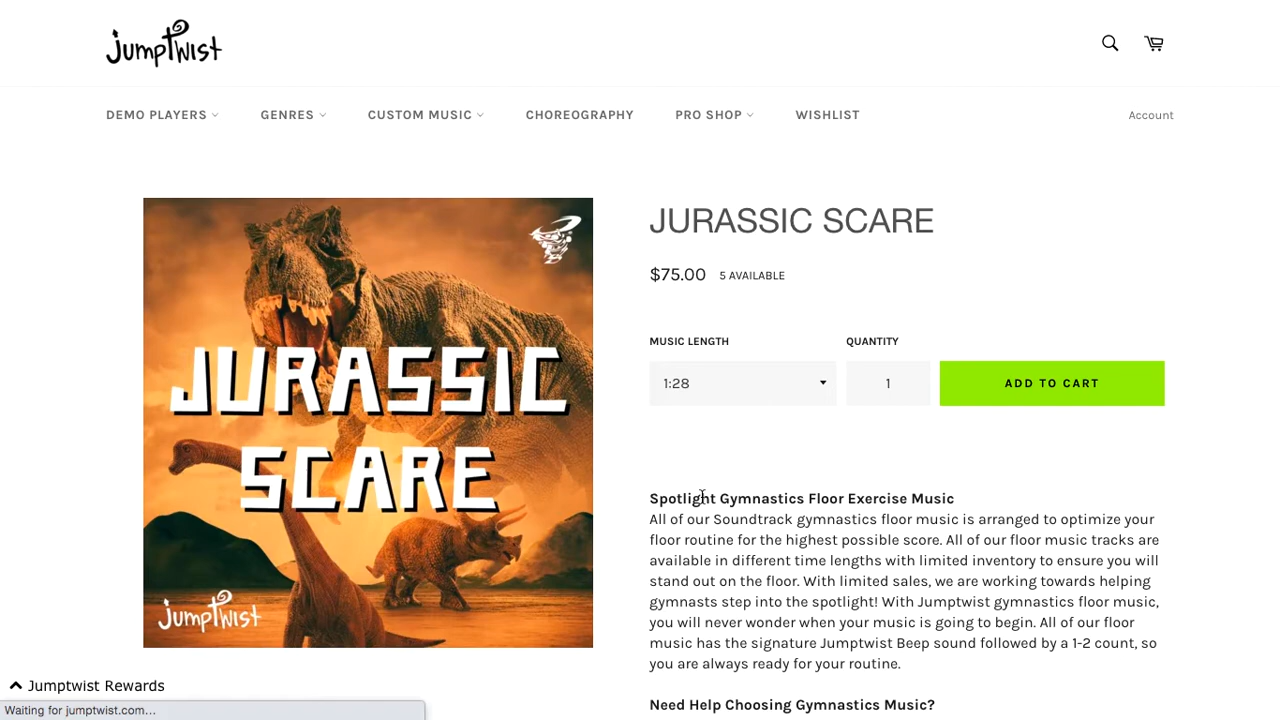 JumpTwist
DEMO PLAYERS
GENRES
CUSTOM MUSIC
CHOREOGRAPHY
PRO SHOP
WISHLIST
Account
JURASSIC
SCARE
JumpTwist
JURASSIC SCARE
$75.00 5 AVAILABLE
MUSIC LENGTH
QUANTITY
1:28
1
ADD TO CART
Spotlight Gymnastics Floor Exercise Music
All of our Soundtrack gymnastics floor music is arranged to optimize your
floor routine for the highest possible score. All of our floor music tracks are
available in different time lengths with limited inventory to ensure you will
stand out on the floor. With limited sales, we are working towards helping
gymnasts step into the spotlight! With Jumptwist gymnastics floor music,
you will never wonder when your music is going to begin. All of our floor
music has the signature Jumptwist Beep sound followed by a 1-2 count, so
you are always ready for your routine.
Need Help Choosing Gymnastics Music?
Jumptwist Rewards
Waiting for jumptwist.com...